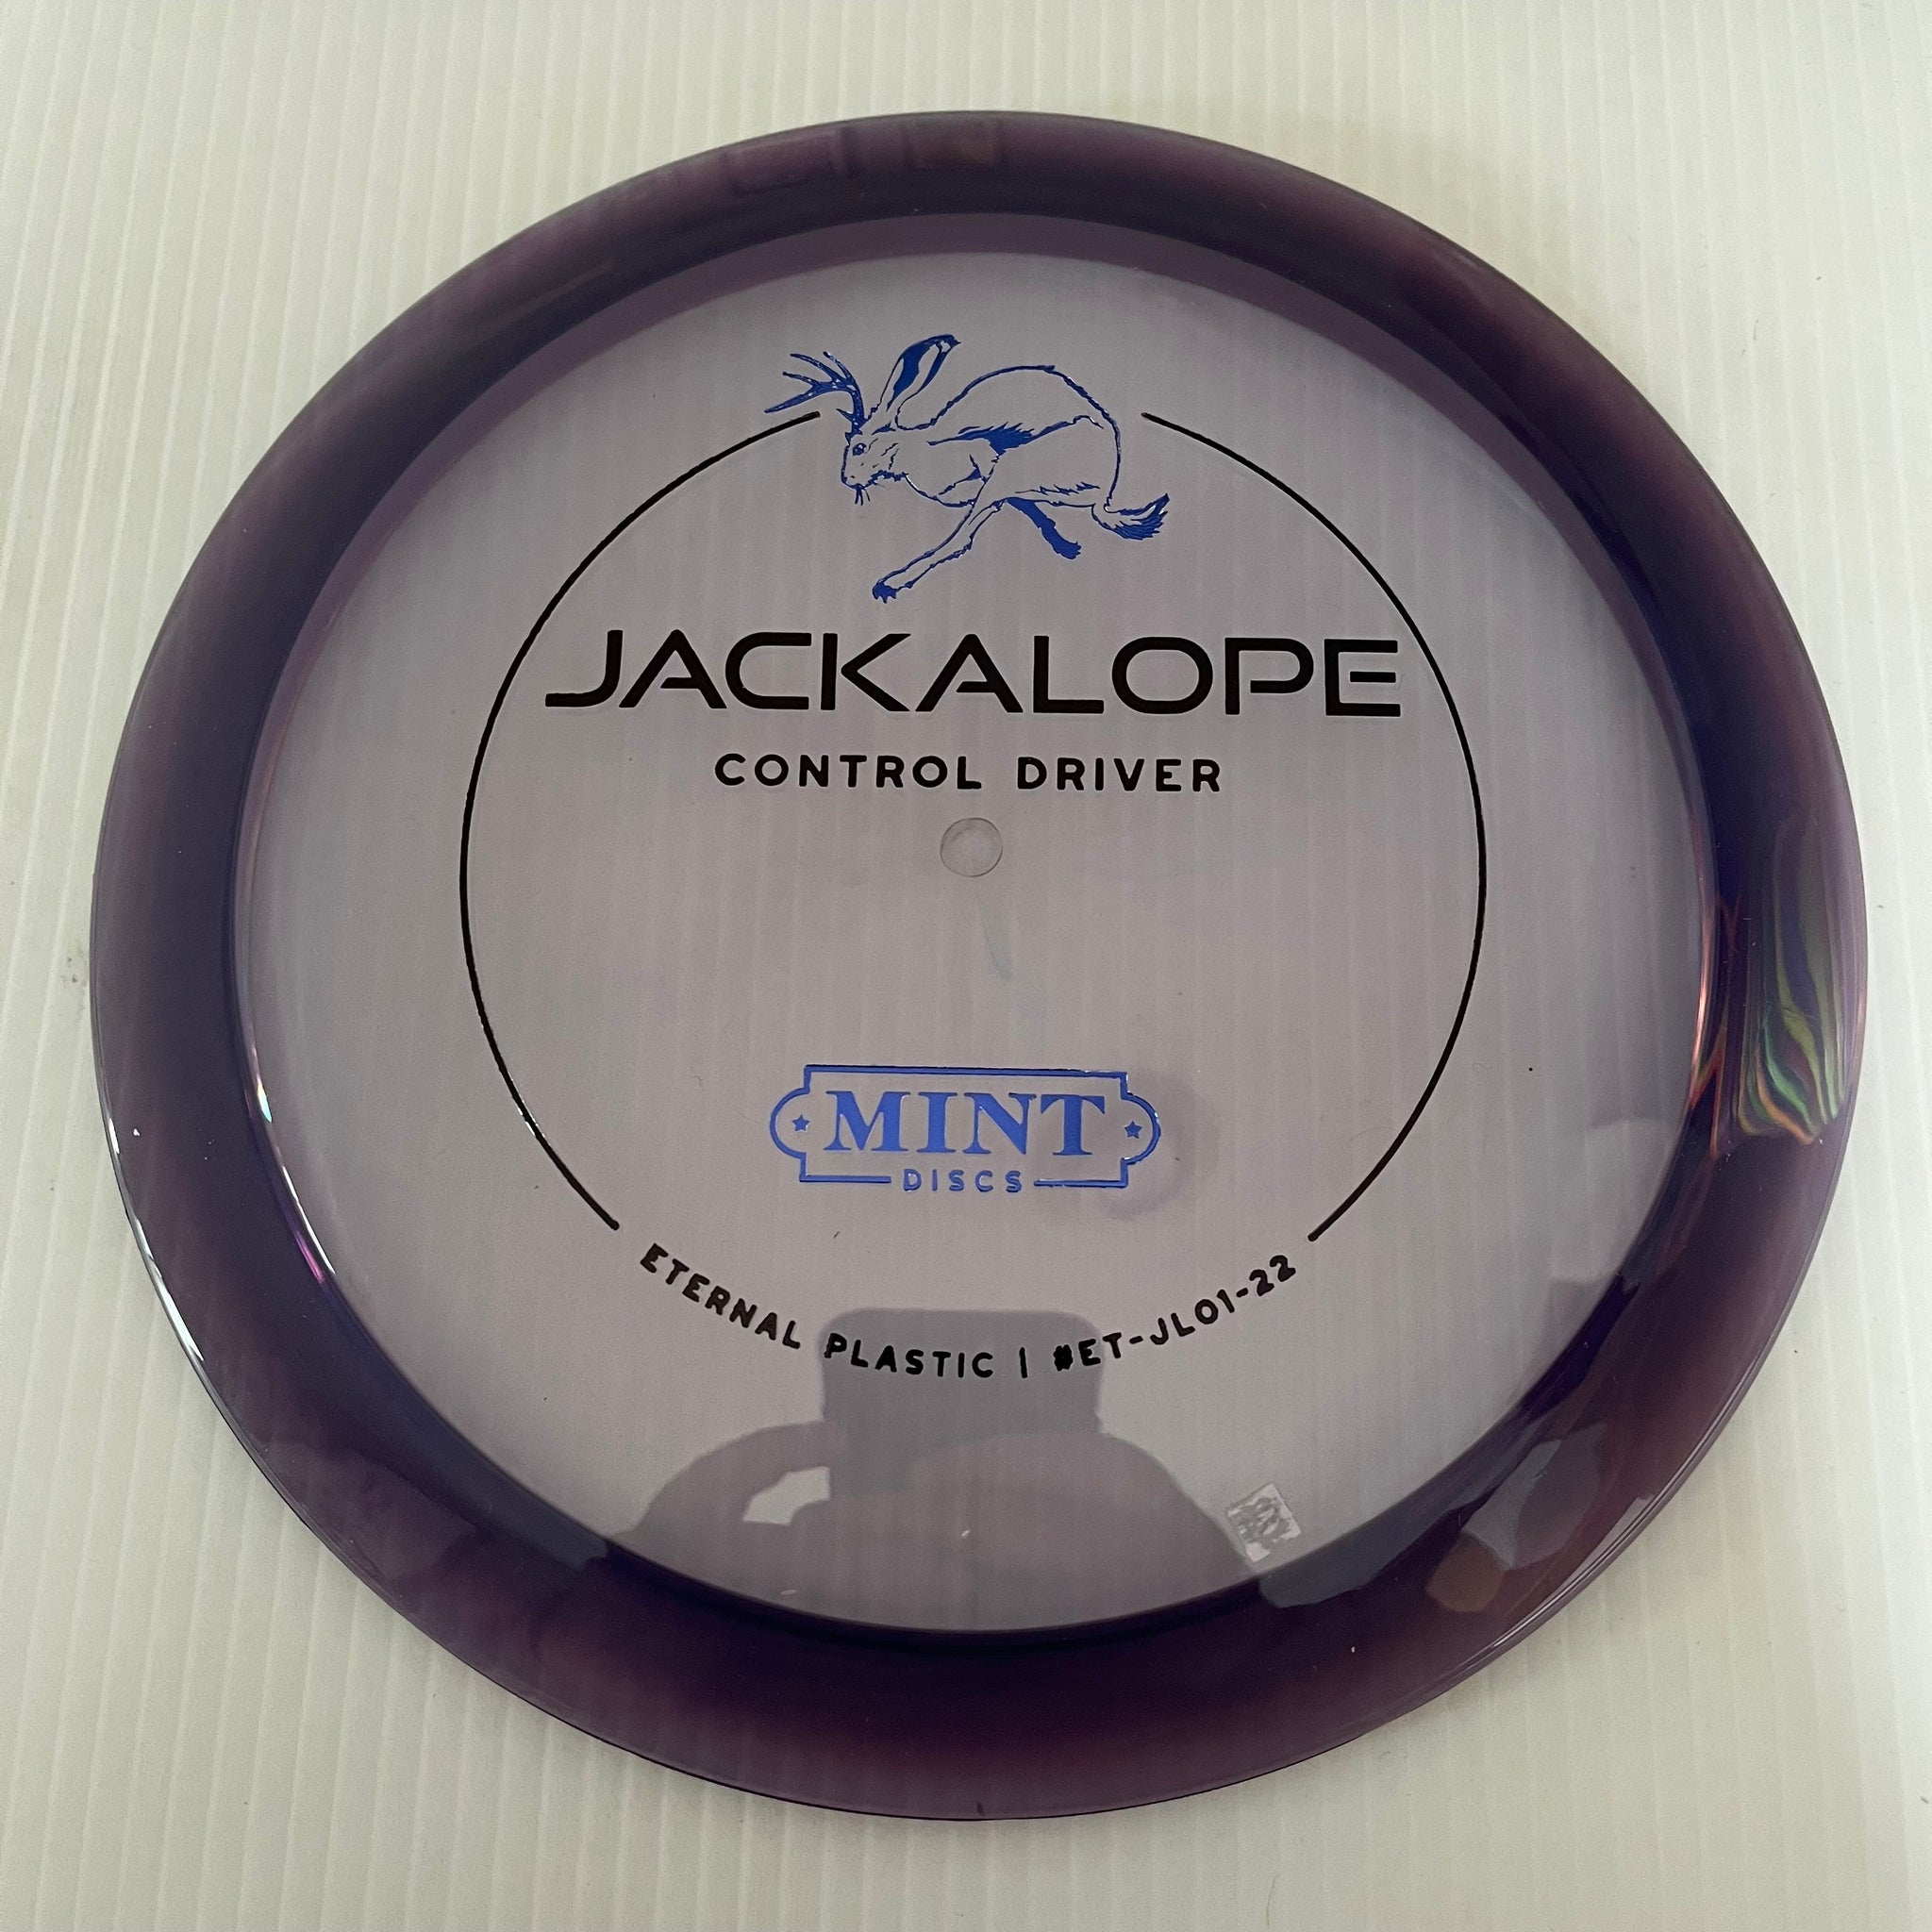 JACKALOPE
CONTROL DRIVER
MINT
DISCS
ETERNAL PLASTIC | #ET-JL01-22